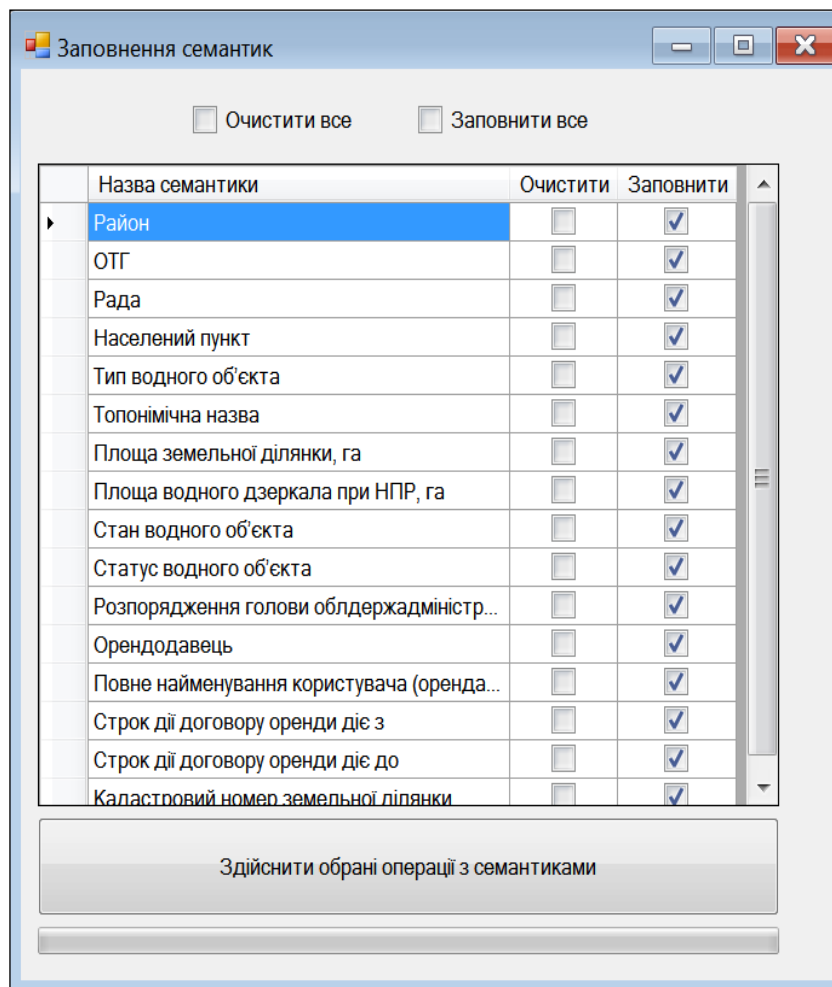 Заповнення семантик
Очистити все Заповнити все
Назва семантики Очистити Заповнити
Район
ОТГ
Рада
Населений пункт
Тип водного об'єкта
Топонімічна назва
Площа земельної ділянки, га
Площа водного дзеркала при НПР, га
Стан водного об'єкта
Статус водного об'єкта
Розпорядження голови облдержадміністр...
Орендодавець
Повне найменування користувача (оренда...
Строк дії договору оренди діє з
Строк дії договору оренди діє до
Кадастровий номер земельної ділянки
Здійснити обрані операції з семантиками